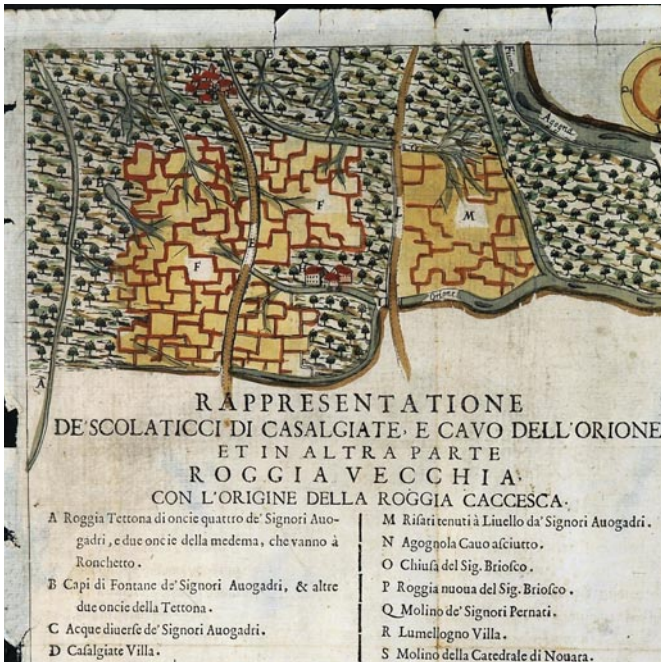 Fiume
Agogna
D
F
F
E
L
M
B
A
Orione
RAPPRESENTATIONE
DE'SCOLATICCI DI CASALGIATE, E CAVO DELL'ORIONE
ET IN ALTRA PARTE
ROGGIA VECCHIA
CON L'ORIGINE DELLA ROGGIA CACCESCA.
A Roggia Tettona di oncie quattro de' Signori Auo-
gadri, e due oncie della medema, che vanno à
Ronchetto.
B Capi di Fontane de' Signori Auogadri, & altre
due oncie della Tettona.
C Acque diuerse de' Signori Auogadri.
D Casalgiate Villa.
M Risati tenuti à Liuello da' Signori Auogadri.
N Agognola Cauo asciutto.
O Chiusa del Sig. Briosco.
P Roggia nuoua del Sig. Briosco.
Q Molino de' Signori Pernati.
R Lumellogno Villa.
S Molino della Catedrale di Nouara.